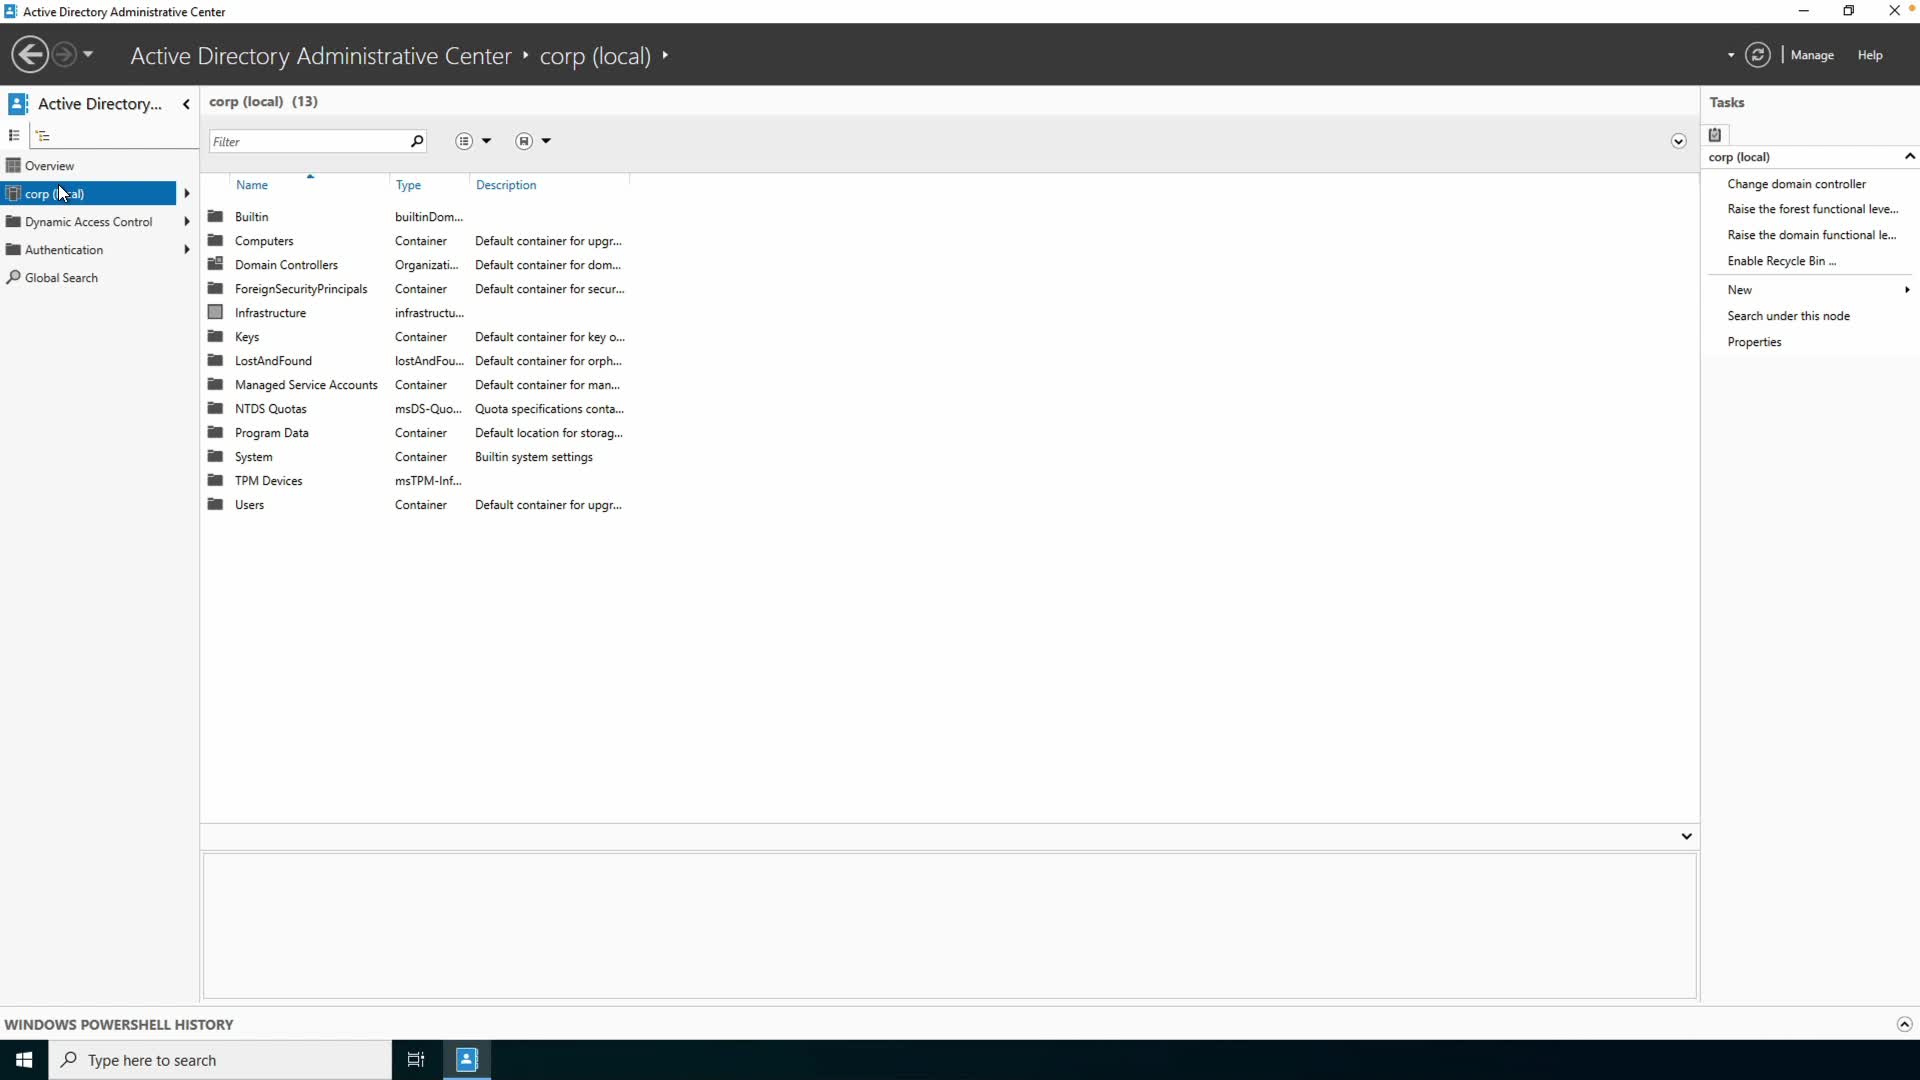 Active Directory Administrative Center
Active Directory Administrative Center ‣ corp (local) ‣
Manage Help
Active Directory...
Overview
corp (local)
Dynamic Access Control
Authentication
Global Search
corp (local) (13)
Filter
Name Type Description
Builtin builtinDom...
Computers Container Default container for upgr...
Domain Controllers Organizati... Default container for dom...
ForeignSecurityPrincipals Container Default container for secur...
Infrastructure infrastructu...
Keys Container Default container for key o...
LostAndFound lostAndFou... Default container for orph...
Managed Service Accounts Container Default container for man...
NTDS Quotas msDS-Quo... Quota specifications conta...
Program Data Container Default location for storag...
System Container Builtin system settings
TPM Devices msTPM-Inf...
Users Container Default container for upgr...
Tasks
corp (local)
Change domain controller
Raise the forest functional leve...
Raise the domain functional le...
Enable Recycle Bin ...
New
Search under this node
Properties
WINDOWS POWERSHELL HISTORY
Type here to search